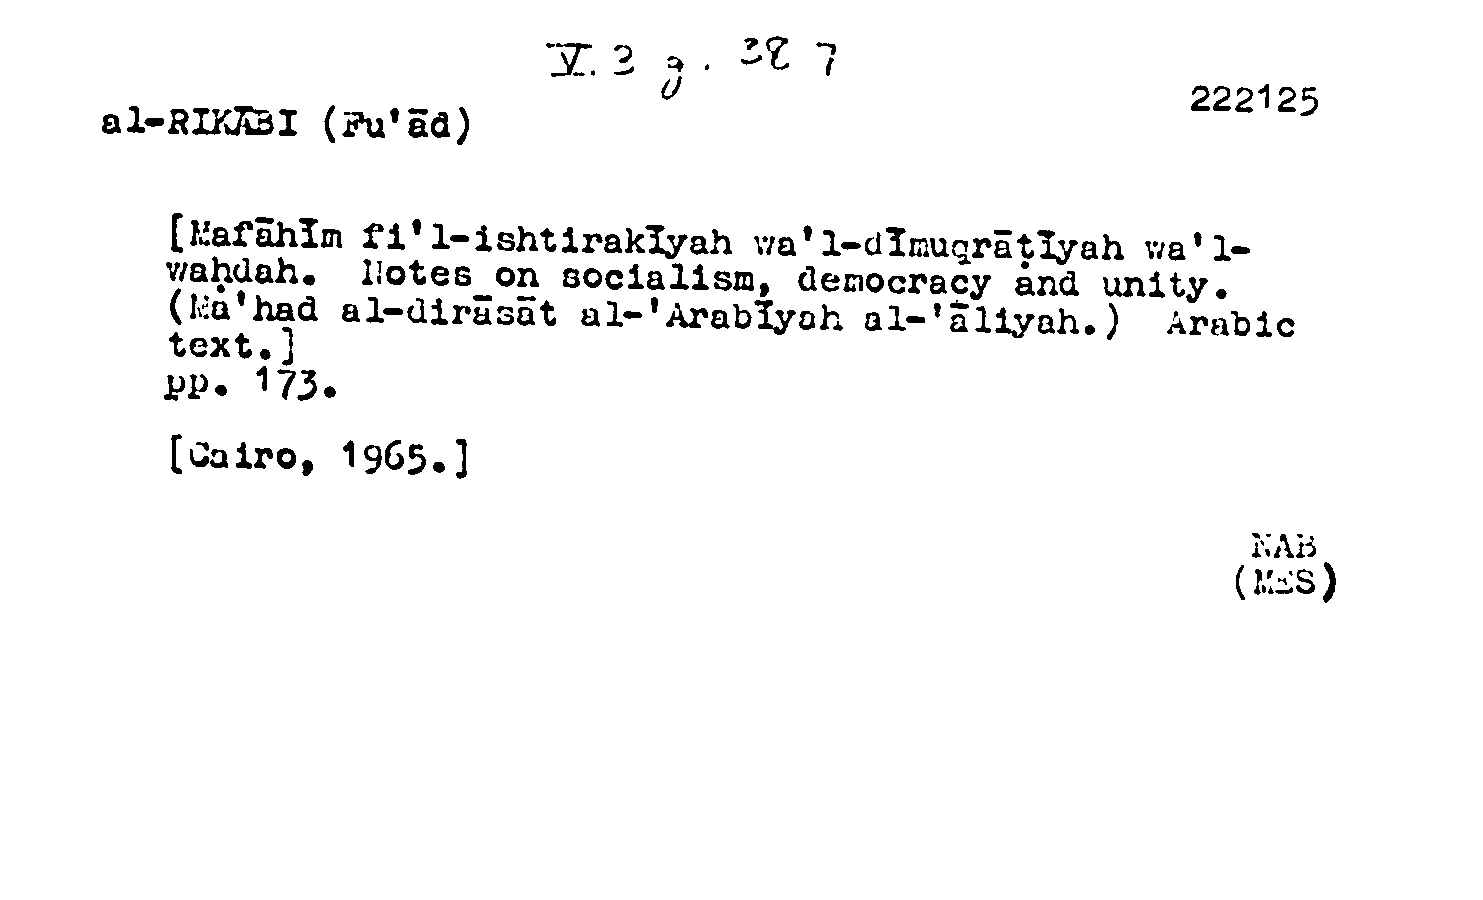 V. 3 g. 387
222125
al-RIKĀBI (Fu'ād)
[Mafāhīm fi'l-ishtirakīyah wa'l-dīmuqrāṭīyah wa'l-
waḥdah. Notes on socialism, democracy and unity.
(Ma'had al-dirāsāt al-'Arabīyah al-'āliyah.) Arabic
text.]
pp. 173.
[Cairo, 1965.]
NAB
(MES)